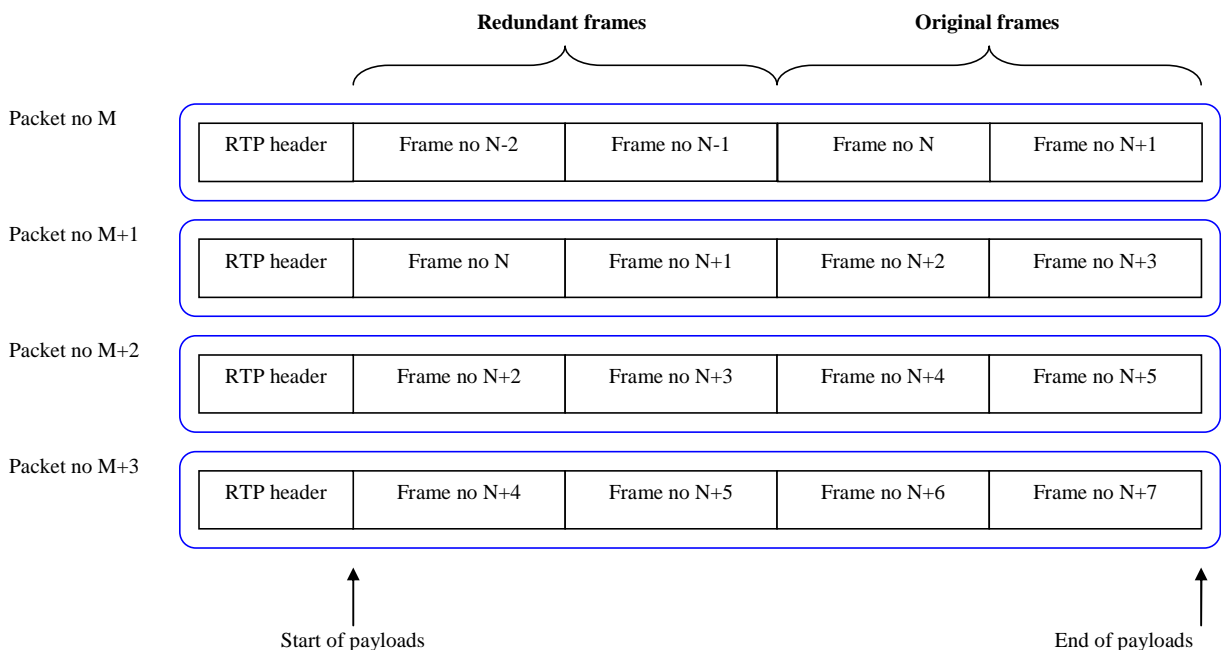 Redundant frames Original frames
Packet no M
RTP header Frame no N-2 Frame no N-1 Frame no N Frame no N+1
Packet no M+1
RTP header Frame no N Frame no N+1 Frame no N+2 Frame no N+3
Packet no M+2
RTP header Frame no N+2 Frame no N+3 Frame no N+4 Frame no N+5
Packet no M+3
RTP header Frame no N+4 Frame no N+5 Frame no N+6 Frame no N+7
Start of payloads End of payloads